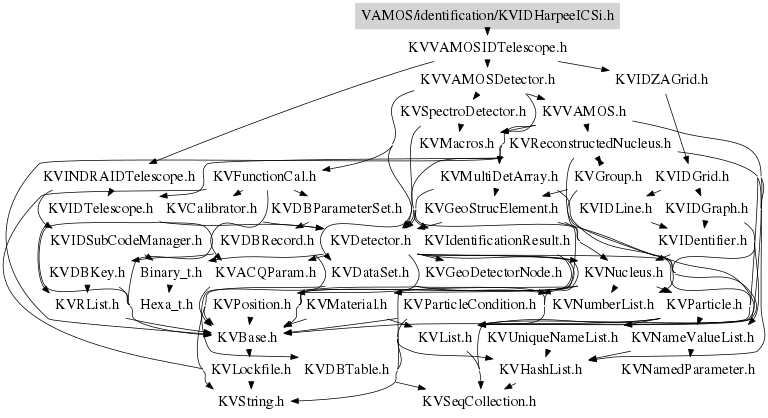 VAMOS/identification/KVIDHarpeeICSi.h
KVVAMOSIDTelescope.h
KVVAMOSDetector.h KVIDZAGrid.h
KVSpectroDetector.h KVVAMOS.h
KVMacros.h KVReconstructedNucleus.h
KVINDRAIDTelescope.h KVFunctionCal.h KVMultiDetArray.h KVGroup.h KVIDGrid.h
KVIDTelescope.h KVCalibrator.h KVDBParameterSet.h KVGeoStrucElement.h KVIDLine.h KVIDGraph.h
KVIDSubCodeManager.h KVDBRecord.h KVDetector.h KVIdentificationResult.h KVIDentifier.h
KVDBKey.h Binary_t.h KVACQParam.h KVDataSet.h KVGeoDetectorNode.h KVNucleus.h
KVRList.h Hexa_t.h KVPosition.h KVMaterial.h KVParticleCondition.h KVNumberList.h KVParticle.h
KVBase.h KVList.h KVUniqueNameList.h KVNameValueList.h
KVLockfile.h KVDBTable.h KVHashList.h KVNamedParameter.h
KVString.h KVSeqCollection.h